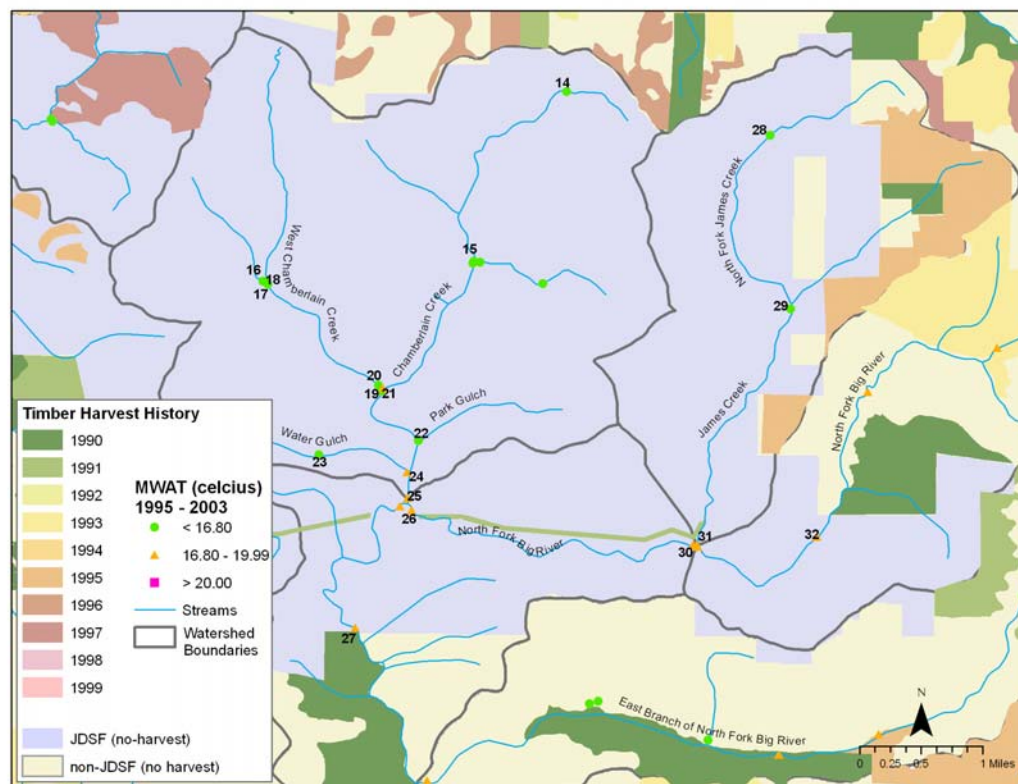 14
28
North Fork James Creek
15
16
18
17
West Chamberlain Creek
Chamberlain Creek
29
20
19 21
Park Gulch
James Creek
North Fork Big River
22
Water Gulch
23
24
25
26
North Fork Big River
31
30
32
27
East Branch of North Fork Big River
Timber Harvest History
1990
1991
1992
1993
1994
1995
1996
1997
1998
1999
JDSF (no-harvest)
non-JDSF (no harvest)
MWAT (celcius)
1995 - 2003
< 16.80
16.80 - 19.99
> 20.00
Streams
Watershed
Boundaries
N
0 0.25 0.5 1 Miles